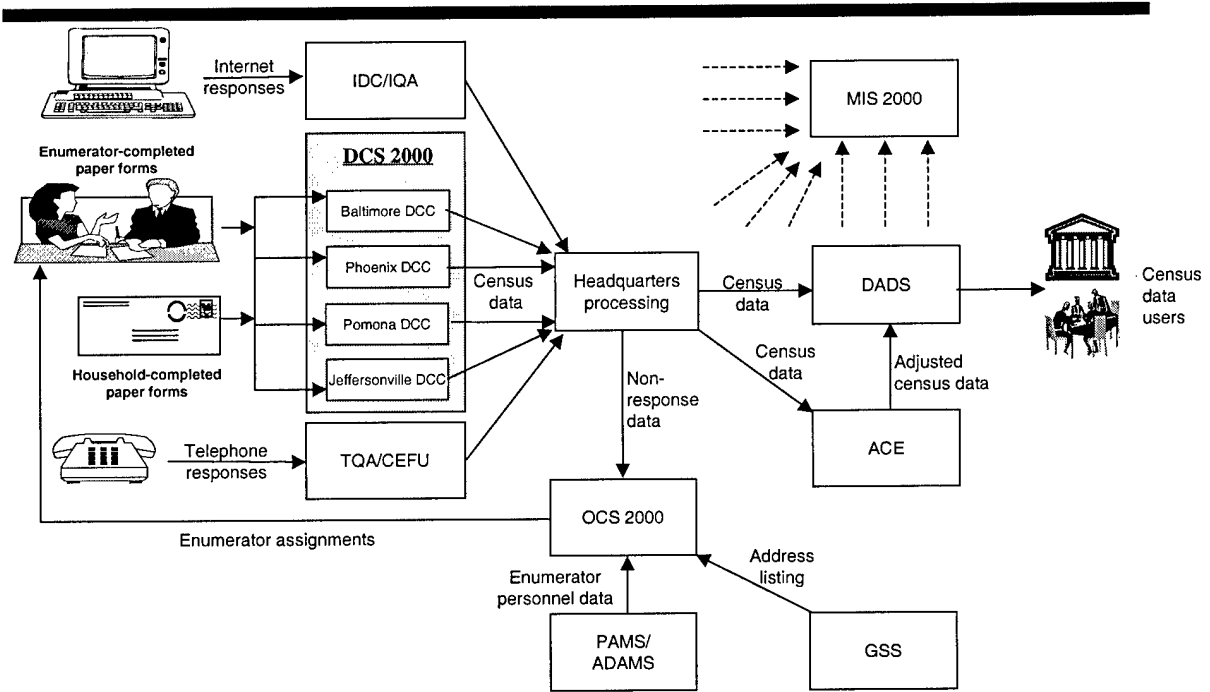 Internet
responses
IDC/IQA
MIS 2000
Enumerator-completed
paper forms
DCS 2000
Baltimore DCC
Phoenix DCC
Pomona DCC
Jeffersonville DCC
Census
data
Headquarters
processing
Census
data
DADS
Census
data
users
Household-completed
paper forms
Census
data
Adjusted
census data
Non-
response
data
Telephone
responses
TQA/CEFU
ACE
OCS 2000
Enumerator assignments
Enumerator
personnel data
Address
listing
PAMS/
ADAMS
GSS